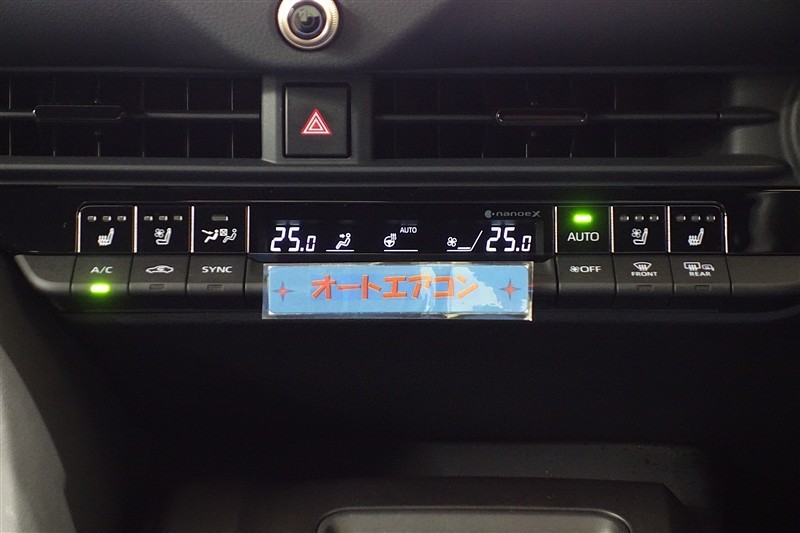 nanoeX
25.0
AUTO
25.0
AUTO
A/C
SYNC
OFF
FRONT
REAR
オートエアコン